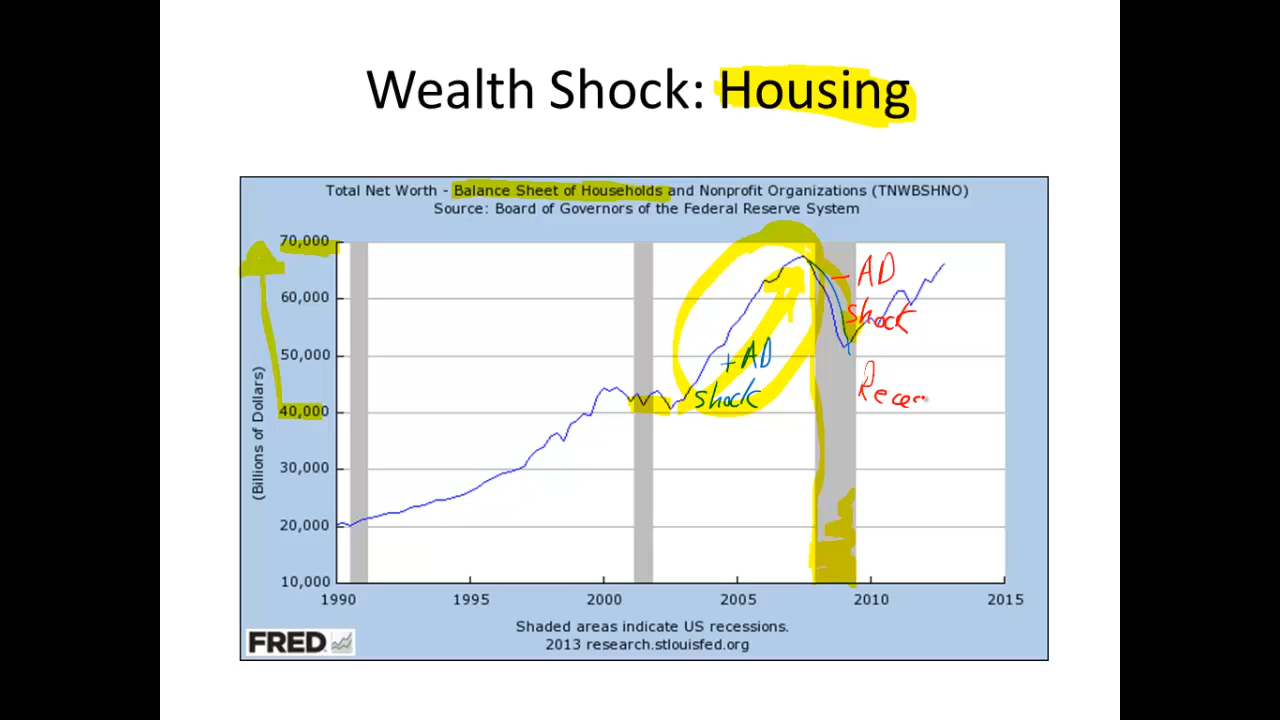 Wealth Shock: Housing
Total Net Worth - Balance Sheet of Households and Nonprofit Organizations (TNWBSHNO)
Source: Board of Governors of the Federal Reserve System
70,000
60,000
50,000
40,000
30,000
20,000
10,000
(Billions of Dollars)
- AD
shock
+ AD
shock
Recess
1990
1995
2000
2005
2010
2015
Shaded areas indicate US recessions.
2013 research.stlouisfed.org
FRED